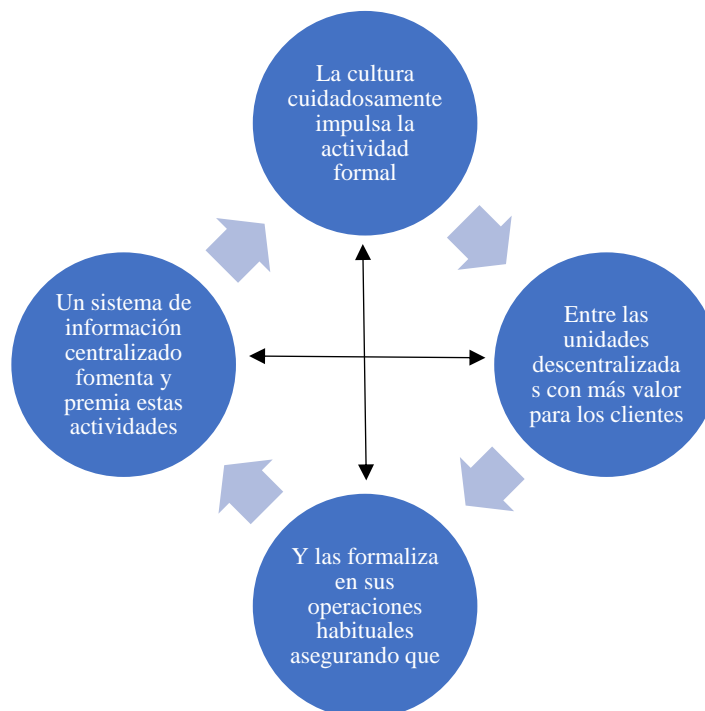 La cultura
cuidadosamente
impulsa la
actividad
formal
Entre las
unidades
descentralizada
s con más valor
para los clientes
Y las formaliza
en sus
operaciones
habituales
asegurando que
Un sistema de
información
centralizado
fomenta y
premia estas
actividades